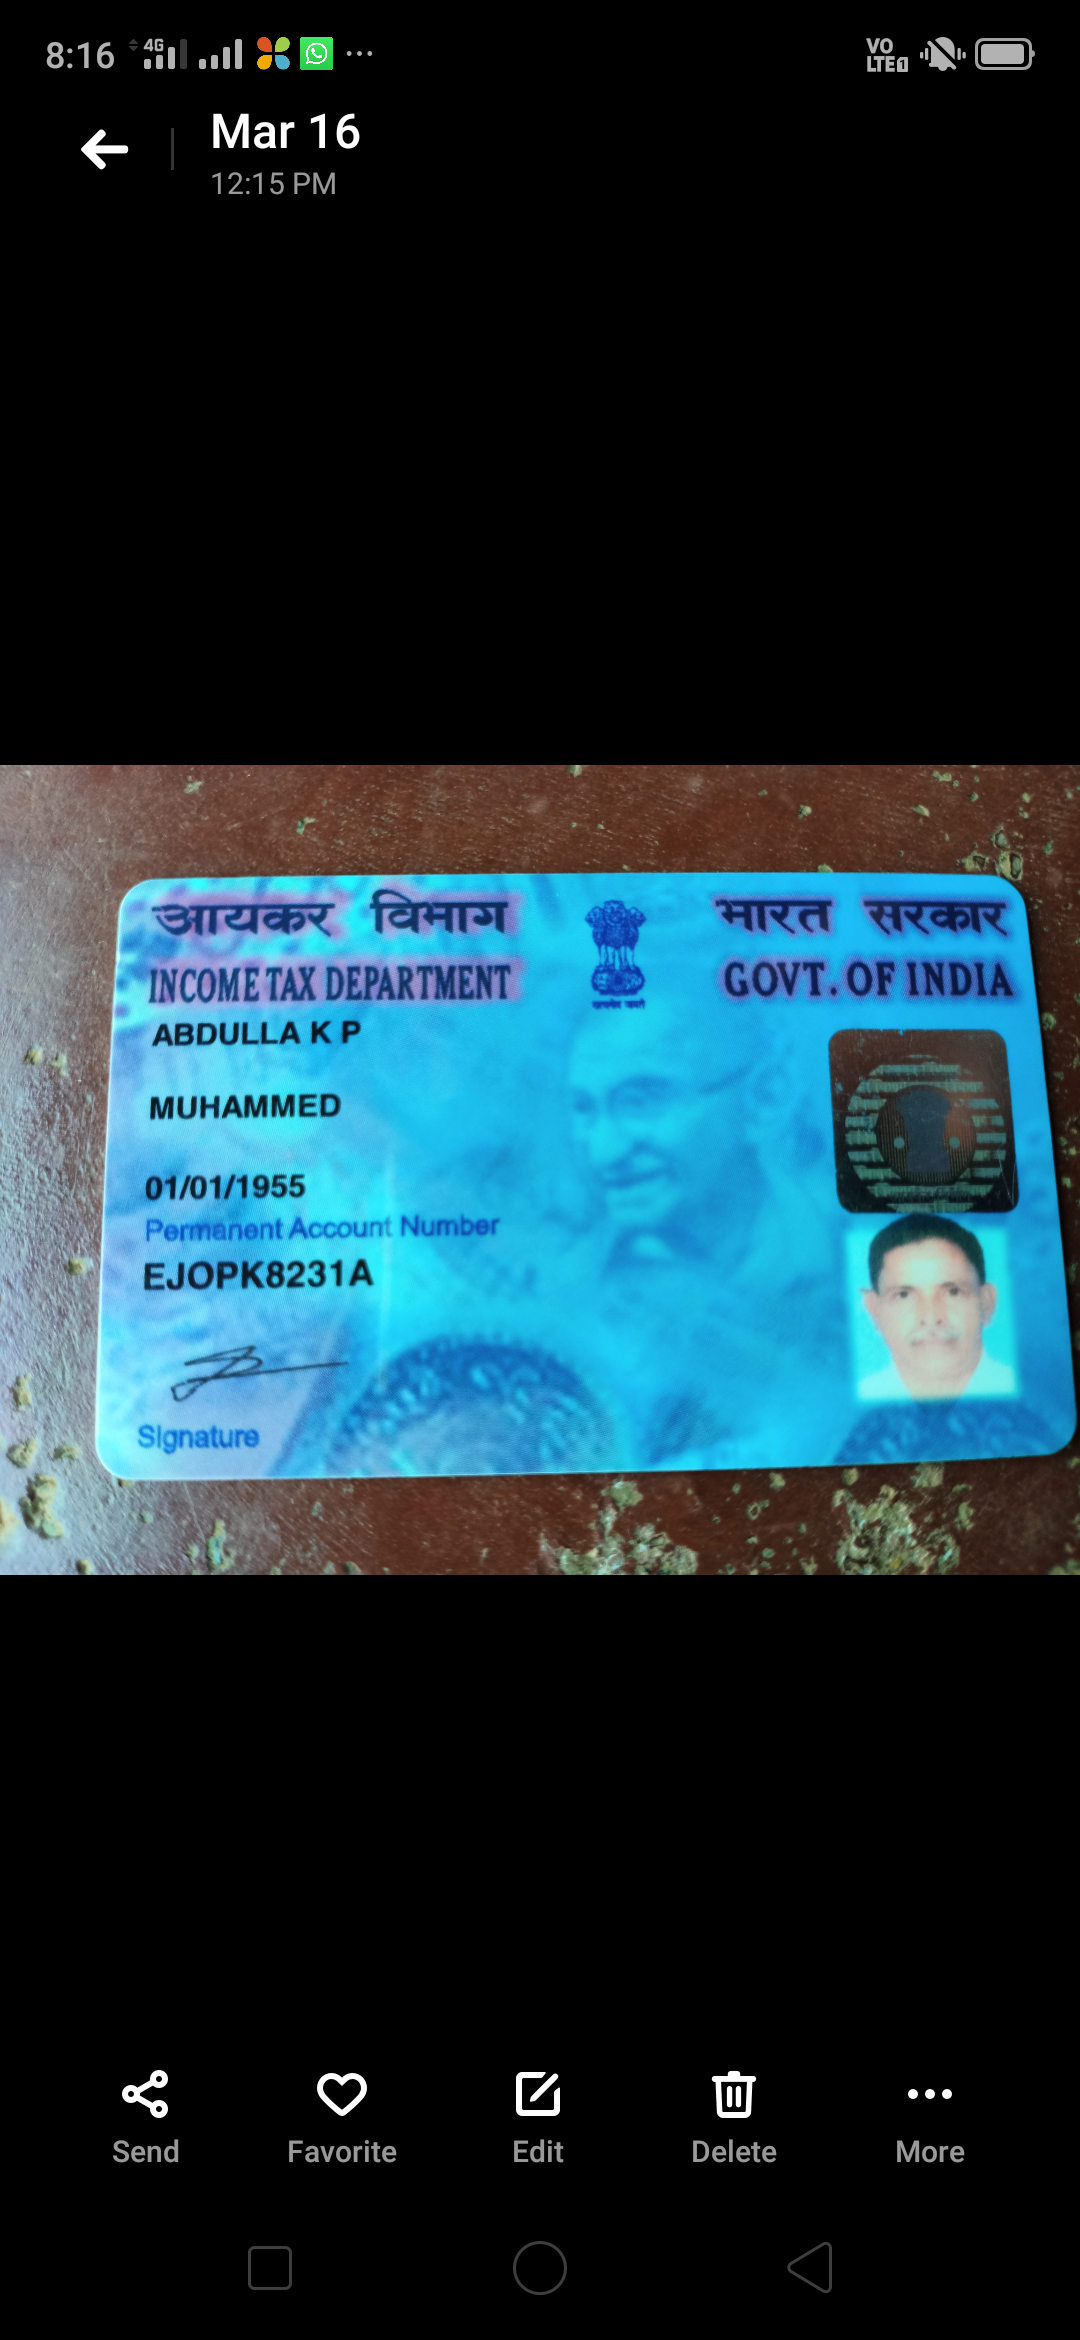 8:16 4G VO LTE 1
Mar 16
12:15 PM
आयकर विभाग भारत सरकार
INCOME TAX DEPARTMENT GOVT. OF INDIA
ABDULLA K P
MUHAMMED
01/01/1955
Permanent Account Number
EJOPK8231A
Signature
Send Favorite Edit Delete More